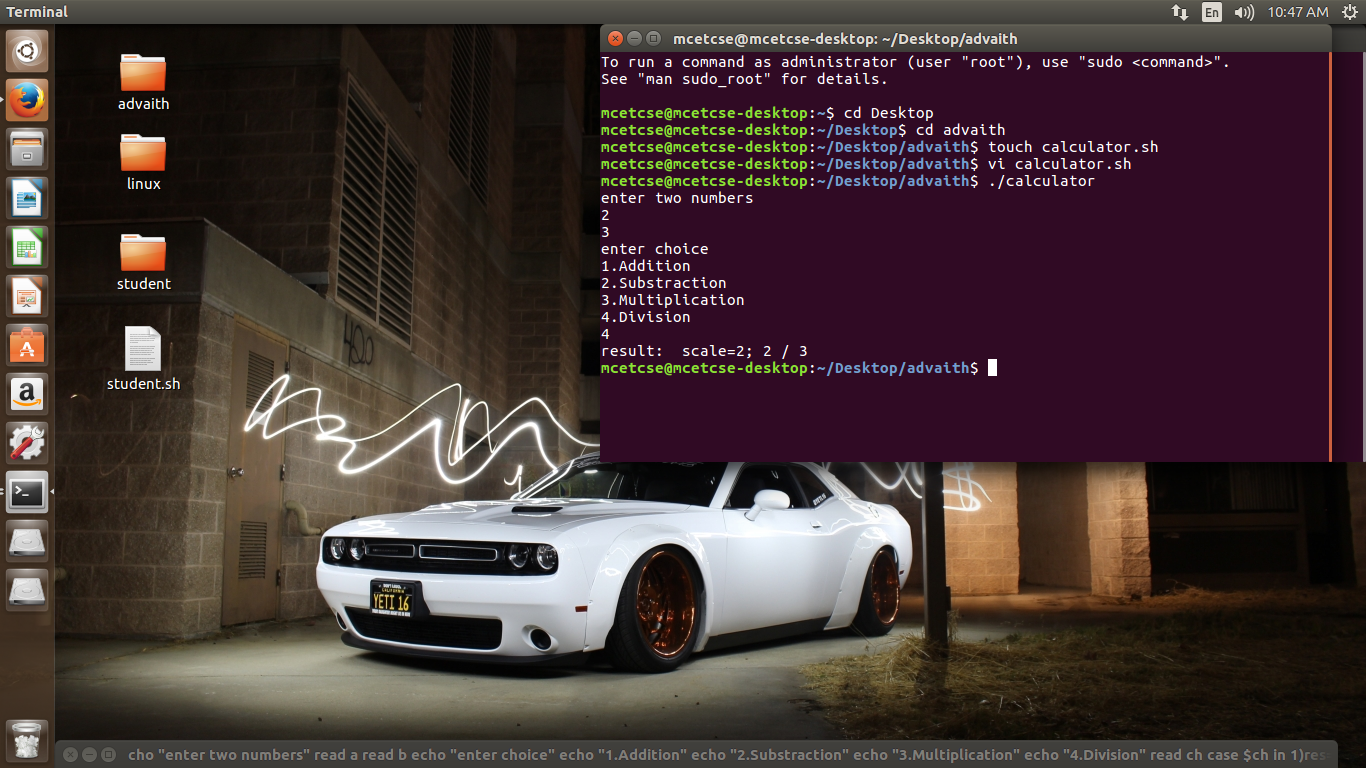 Terminal
En
10:47 AM
advaith
linux
student
student.sh
mcetcse@mcetcse-desktop: ~/Desktop/advaith
To run a command as administrator (user "root"), use "sudo <command>".
See "man sudo_root" for details.
mcetcse@mcetcse-desktop:~$ cd Desktop
mcetcse@mcetcse-desktop:~/Desktop$ cd advaith
mcetcse@mcetcse-desktop:~/Desktop/advaith$ touch calculator.sh
mcetcse@mcetcse-desktop:~/Desktop/advaith$ vi calculator.sh
mcetcse@mcetcse-desktop:~/Desktop/advaith$ ./calculator
enter two numbers
2
3
enter choice
1.Addition
2.Substraction
3.Multiplication
4.Division
4
result:  scale=2; 2 / 3
mcetcse@mcetcse-desktop:~/Desktop/advaith$
CALIFORNIA
YETI 16
cho "enter two numbers" read a read b echo "enter choice" echo "1.Addition" echo "2.Substraction" echo "3.Multiplication" echo "4.Division" read ch case $ch in 1)res